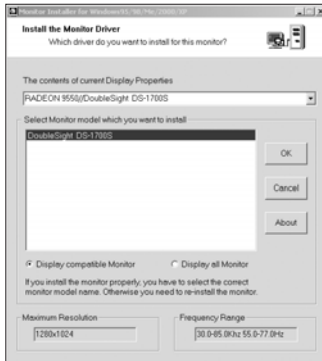 Monitor Installer for Windows95/98/Me/2000/XP
Install the Monitor Driver
Which driver do you want to install for this monitor?
The contents of current Display Properties
RADEON 9550//DoubleSight DS-1700S
Select Monitor model which you want to install
DoubleSight DS-1700S
OK
Cancel
About
Display compatible Monitor
Display all Monitor
If you install the monitor properly, you have to select the correct
monitor model name. Otherwise you need to re-install the monitor.
Maximum Resolution
1280x1024
Frequency Range
30.0-85.0Khz 55.0-77.0Hz